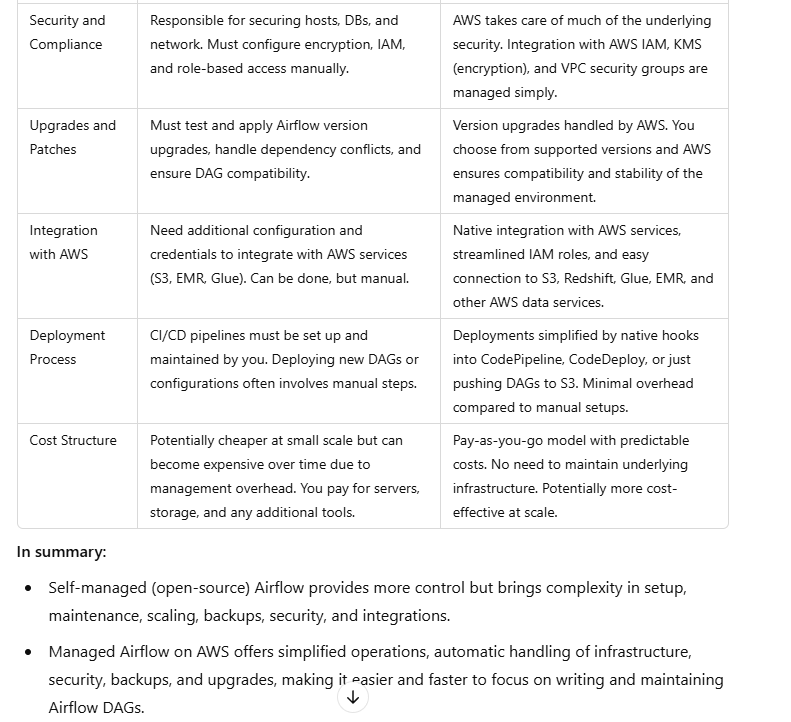 Security and
Compliance
Responsible for securing hosts, DBs, and
network. Must configure encryption, IAM,
and role-based access manually.
AWS takes care of much of the underlying
security. Integration with AWS IAM, KMS
(encryption), and VPC security groups are
managed simply.
Upgrades and
Patches
Must test and apply Airflow version
upgrades, handle dependency conflicts, and
ensure DAG compatibility.
Version upgrades handled by AWS. You
choose from supported versions and AWS
ensures compatibility and stability of the
managed environment.
Integration
with AWS
Need additional configuration and
credentials to integrate with AWS services
(S3, EMR, Glue). Can be done, but manual.
Native integration with AWS services,
streamlined IAM roles, and easy
connection to S3, Redshift, Glue, EMR, and
other AWS data services.
Deployment
Process
CI/CD pipelines must be set up and
maintained by you. Deploying new DAGs or
configurations often involves manual steps.
Deployments simplified by native hooks
into CodePipeline, CodeDeploy, or just
pushing DAGs to S3. Minimal overhead
compared to manual setups.
Cost Structure
Potentially cheaper at small scale but can
become expensive over time due to
management overhead. You pay for servers,
storage, and any additional tools.
Pay-as-you-go model with predictable
costs. No need to maintain underlying
infrastructure. Potentially more cost-
effective at scale.
In summary:
• Self-managed (open-source) Airflow provides more control but brings complexity in setup,
maintenance, scaling, backups, security, and integrations.
• Managed Airflow on AWS offers simplified operations, automatic handling of infrastructure,
security, backups, and upgrades, making it easier and faster to focus on writing and maintaining
Airflow DAGs.